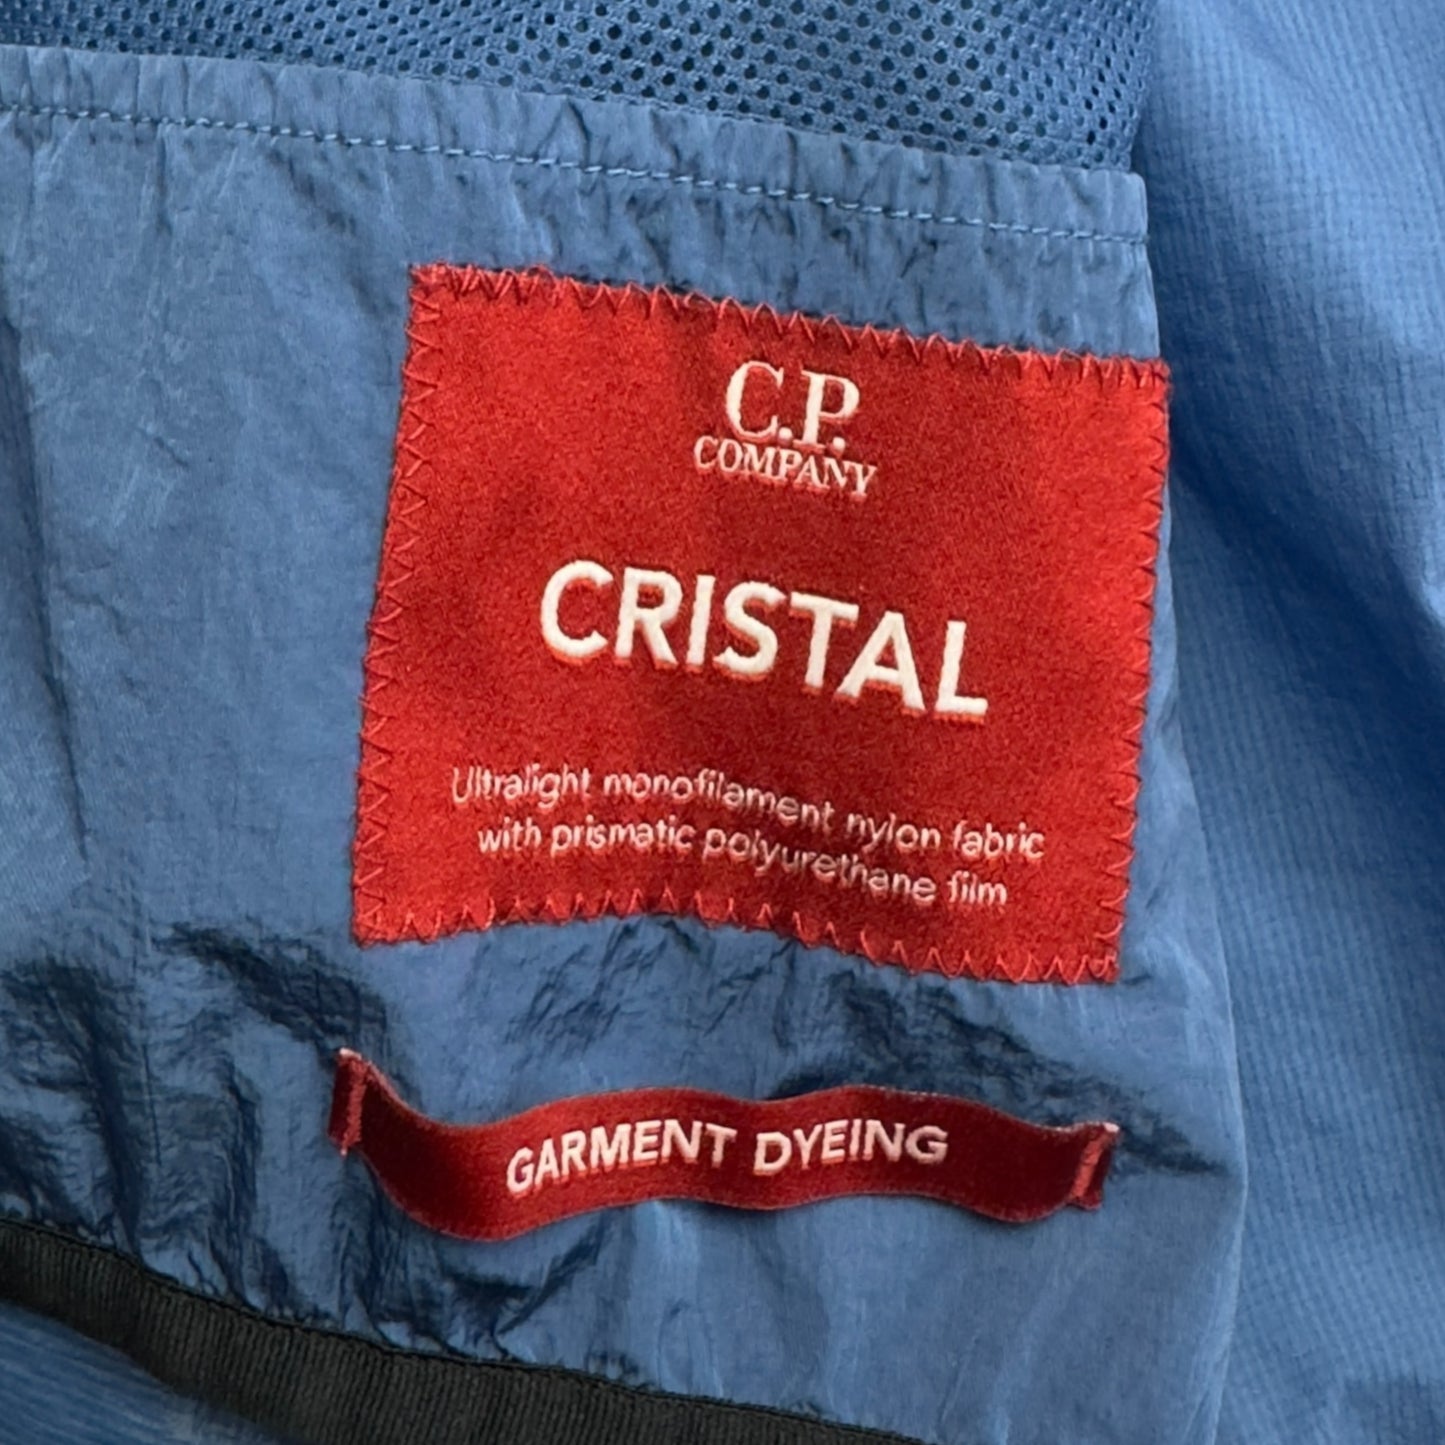 C.P.
COMPANY
CRISTAL
Ultralight monofilament nylon fabric
with prismatic polyurethane film
GARMENT DYEING